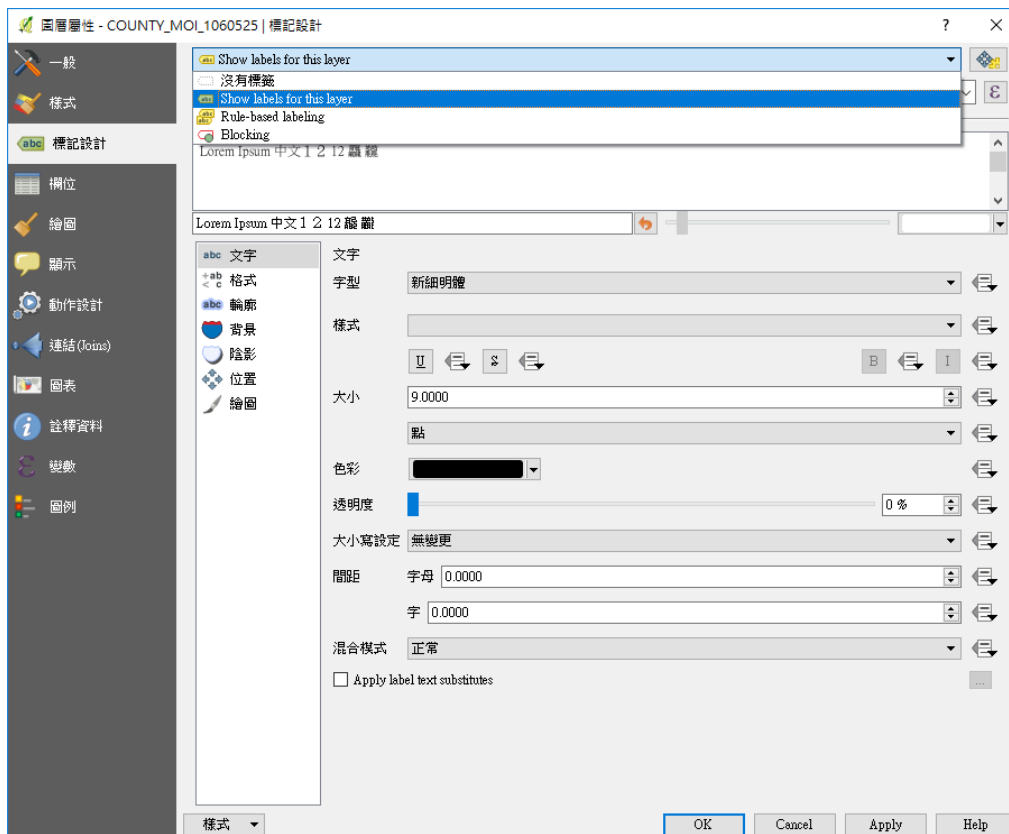 圖層屬性 - COUNTY_MOI_1060525 | 標記設計
?
一般
樣式
abc 標記設計
欄位
繪圖
顯示
動作設計
連結(Joins)
圖表
詮釋資料
變數
圖例
Show labels for this layer
沒有標籤
Show labels for this layer
Rule-based labeling
Blocking
Lorem Ipsum 中文１２ 12
Lorem Ipsum 中文１２ 12
abc 文字
+ab < c 格式
abc 輪廓
背景
陰影
位置
繪圖
文字
字型 新細明體
樣式
U S B I
大小 9.0000
點
色彩
透明度 0 %
大小寫設定 無變更
間距 字母 0.0000
字 0.0000
混合模式 正常
Apply label text substitutes ...
樣式 OK Cancel Apply Help